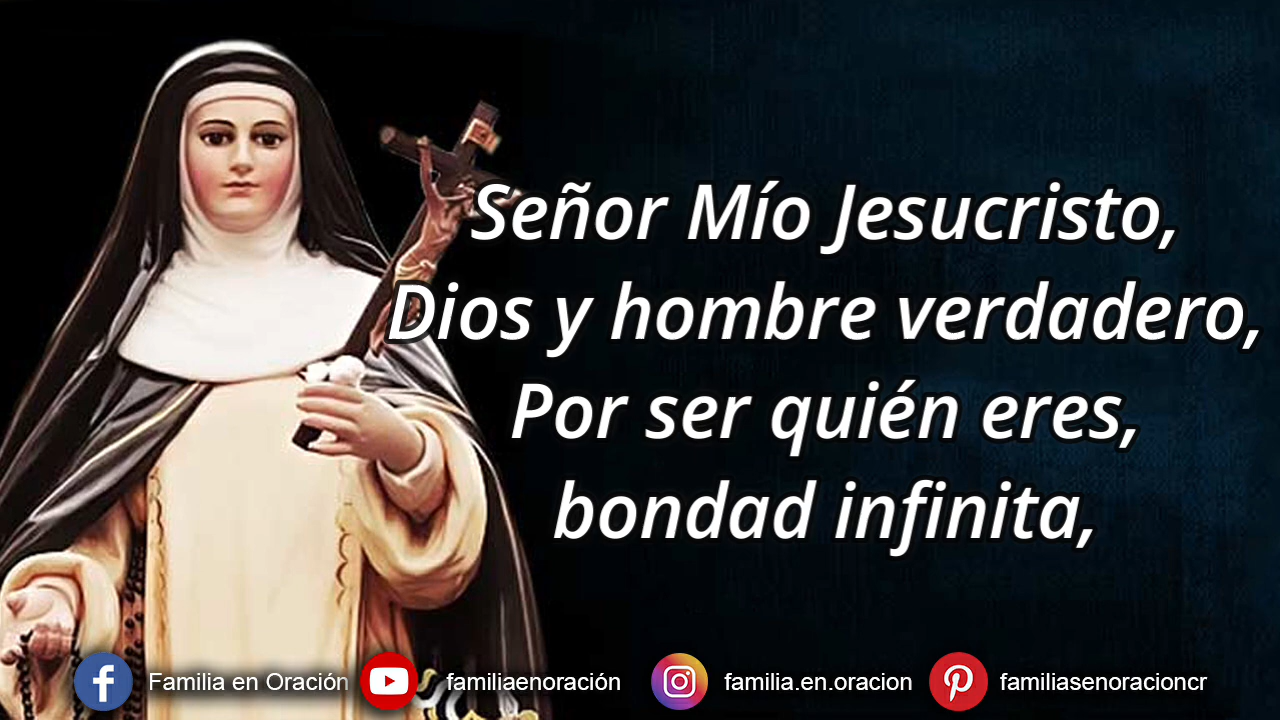 Señor Mío Jesucristo,
Dios y hombre verdadero,
Por ser quién eres,
bondad infinita,
Familia en Oración familiaenoración familia.en.oracion familiasenoracioncr